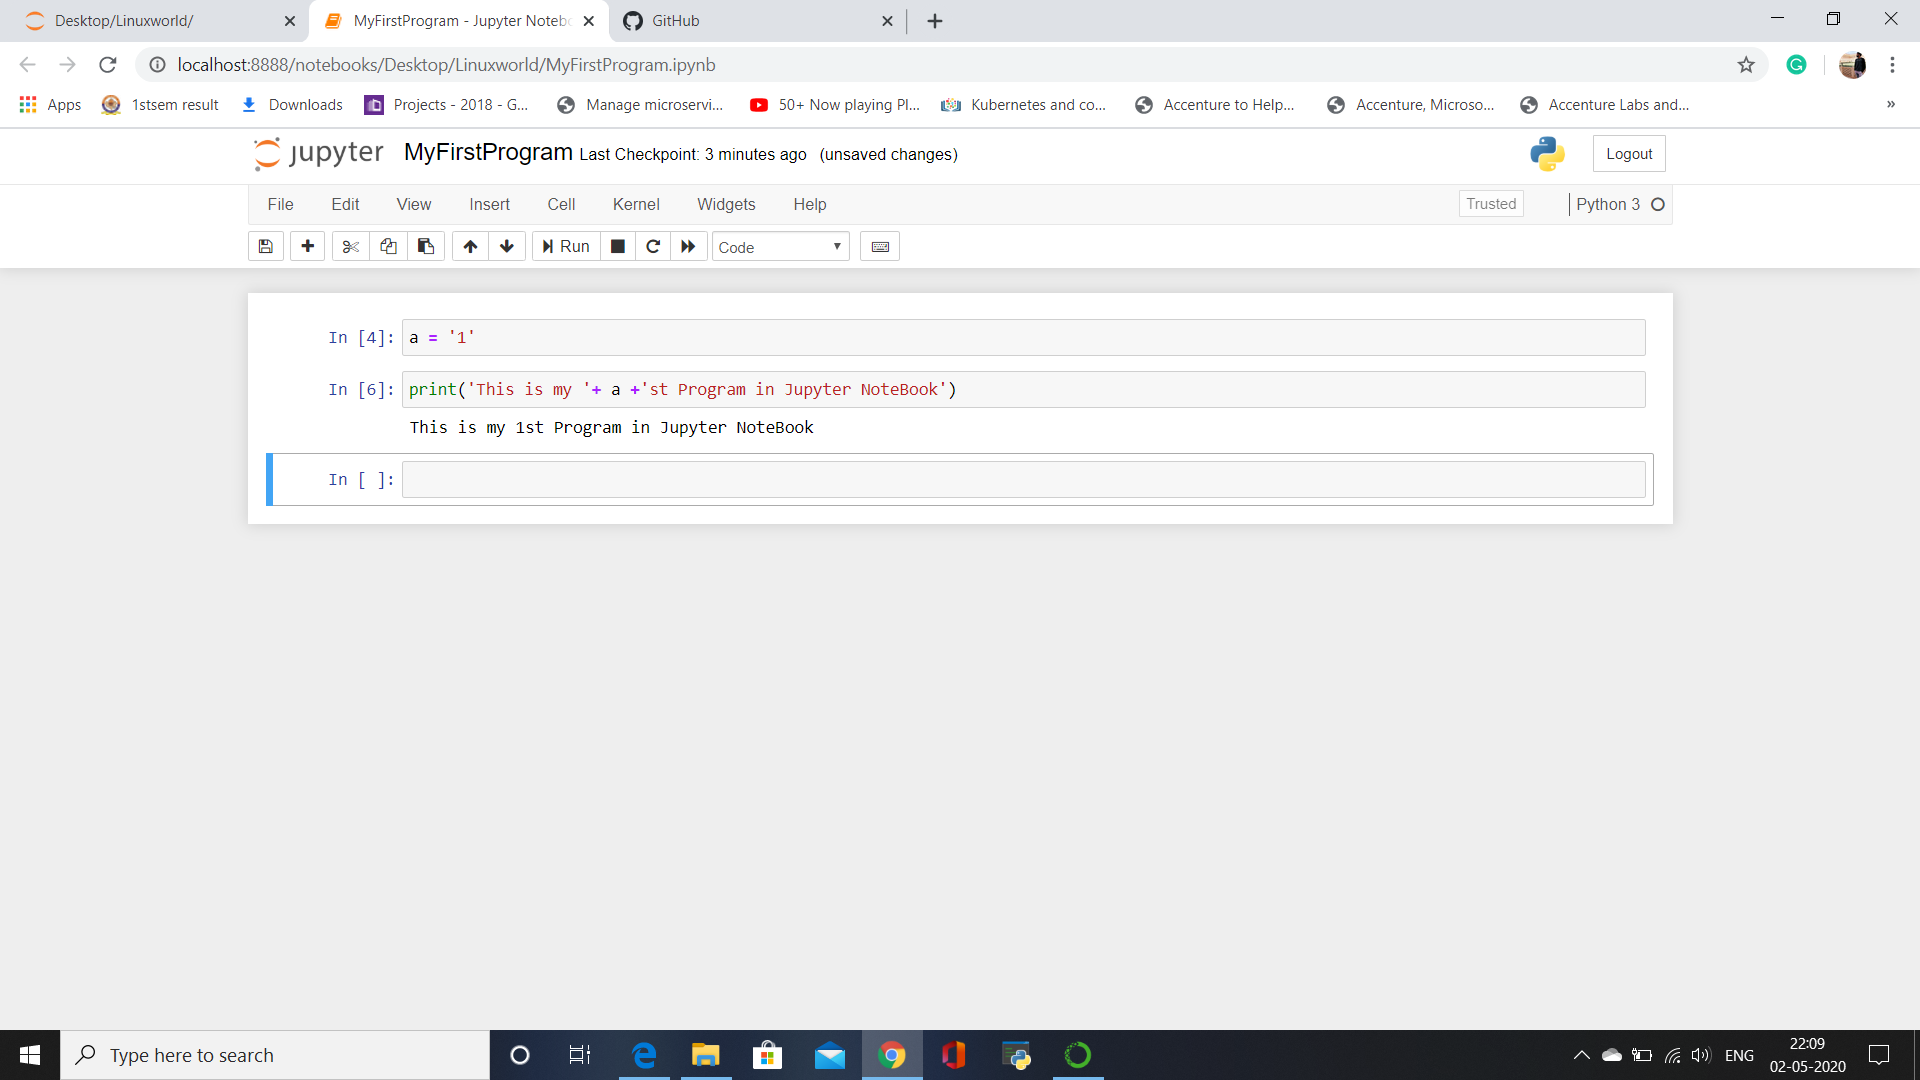 Desktop/Linuxworld/
MyFirstProgram - Jupyter Notebo
GitHub
localhost:8888/notebooks/Desktop/Linuxworld/MyFirstProgram.ipynb
Apps
1stsem result
Downloads
Projects - 2018 - G...
Manage microservi...
50+ Now playing Pl...
Kubernetes and co...
Accenture to Help...
Accenture, Microso...
Accenture Labs and...
»
jupyter MyFirstProgram Last Checkpoint: 3 minutes ago (unsaved changes)
Logout
File Edit View Insert Cell Kernel Widgets Help
Trusted
Python 3
Run
Code
In [4]: a = '1'
In [6]: print('This is my '+ a +'st Program in Jupyter NoteBook')
This is my 1st Program in Jupyter NoteBook
In [ ]:
Type here to search
ENG
22:09
02-05-2020